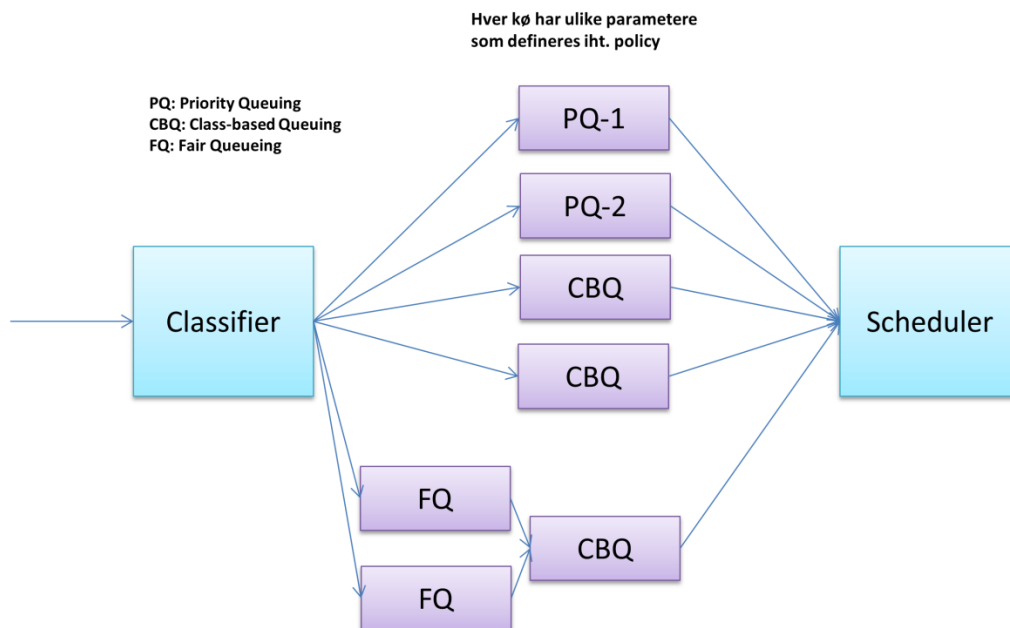 Hver kø har ulike parametere
som defineres iht. policy
PQ: Priority Queuing
CBQ: Class-based Queuing
FQ: Fair Queueing
PQ-1
PQ-2
Classifier
CBQ
Scheduler
CBQ
FQ
CBQ
FQ